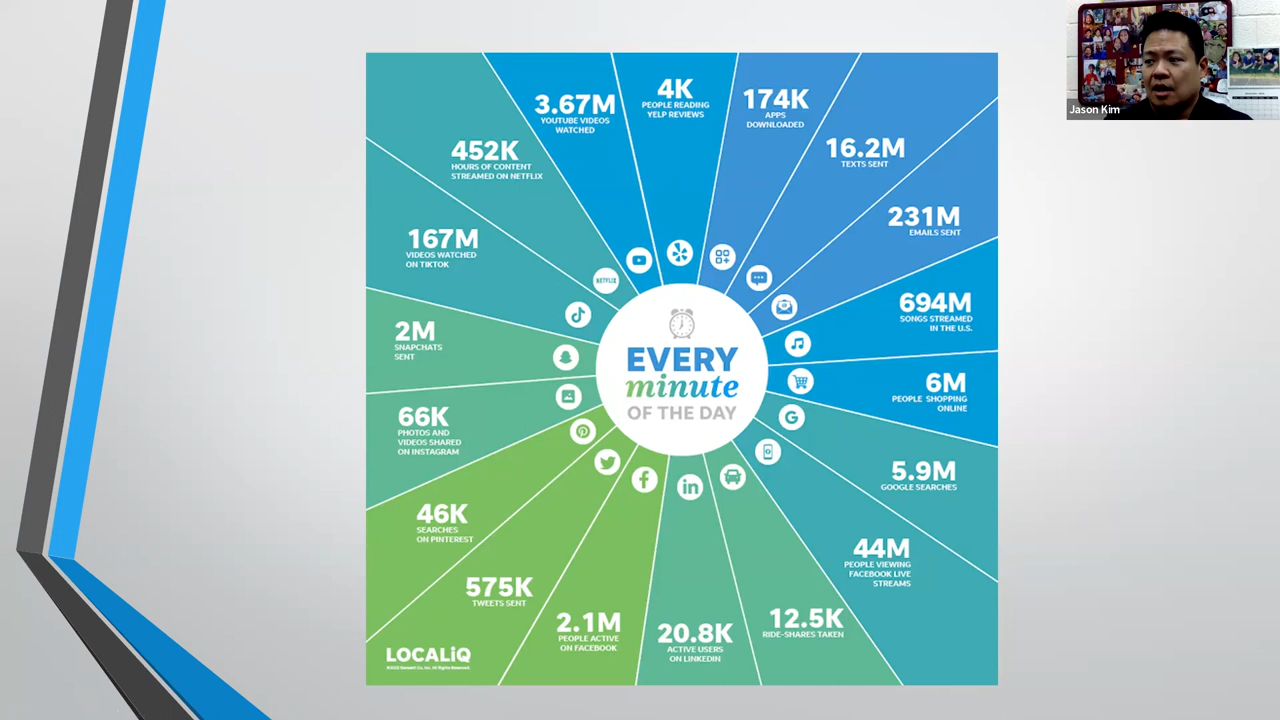 Jason Kim
4K
PEOPLE READING
YELP REVIEWS
174K
APPS
DOWNLOADED
16.2M
TEXTS SENT
231M
EMAILS SENT
694M
SONGS STREAMED
IN THE U.S.
6M
PEOPLE SHOPPING
ONLINE
5.9M
GOOGLE SEARCHES
44M
PEOPLE VIEWING
FACEBOOK LIVE
STREAMS
12.5K
RIDE-SHARES TAKEN
20.8K
ACTIVE USERS
ON LINKEDIN
2.1M
PEOPLE ACTIVE
ON FACEBOOK
575K
TWEETS SENT
46K
SEARCHES
ON PINTEREST
66K
PHOTOS AND
VIDEOS SHARED
ON INSTAGRAM
2M
SNAPCHATS
SENT
167M
VIDEOS WATCHED
ON TIKTOK
452K
HOURS OF CONTENT
STREAMED ON NETFLIX
3.67M
YOUTUBE VIDEOS
WATCHED
NETFLIX
EVERY
minute
OF THE DAY
LOCALiQ